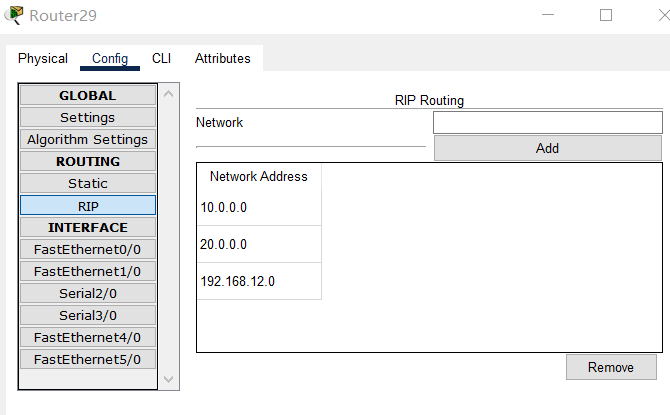 Router29
Physical Config CLI Attributes
GLOBAL
Settings
Algorithm Settings
ROUTING
Static
RIP
INTERFACE
FastEthernet0/0
FastEthernet1/0
Serial2/0
Serial3/0
FastEthernet4/0
FastEthernet5/0
RIP Routing
Network
Add
Network Address
10.0.0.0
20.0.0.0
192.168.12.0
Remove